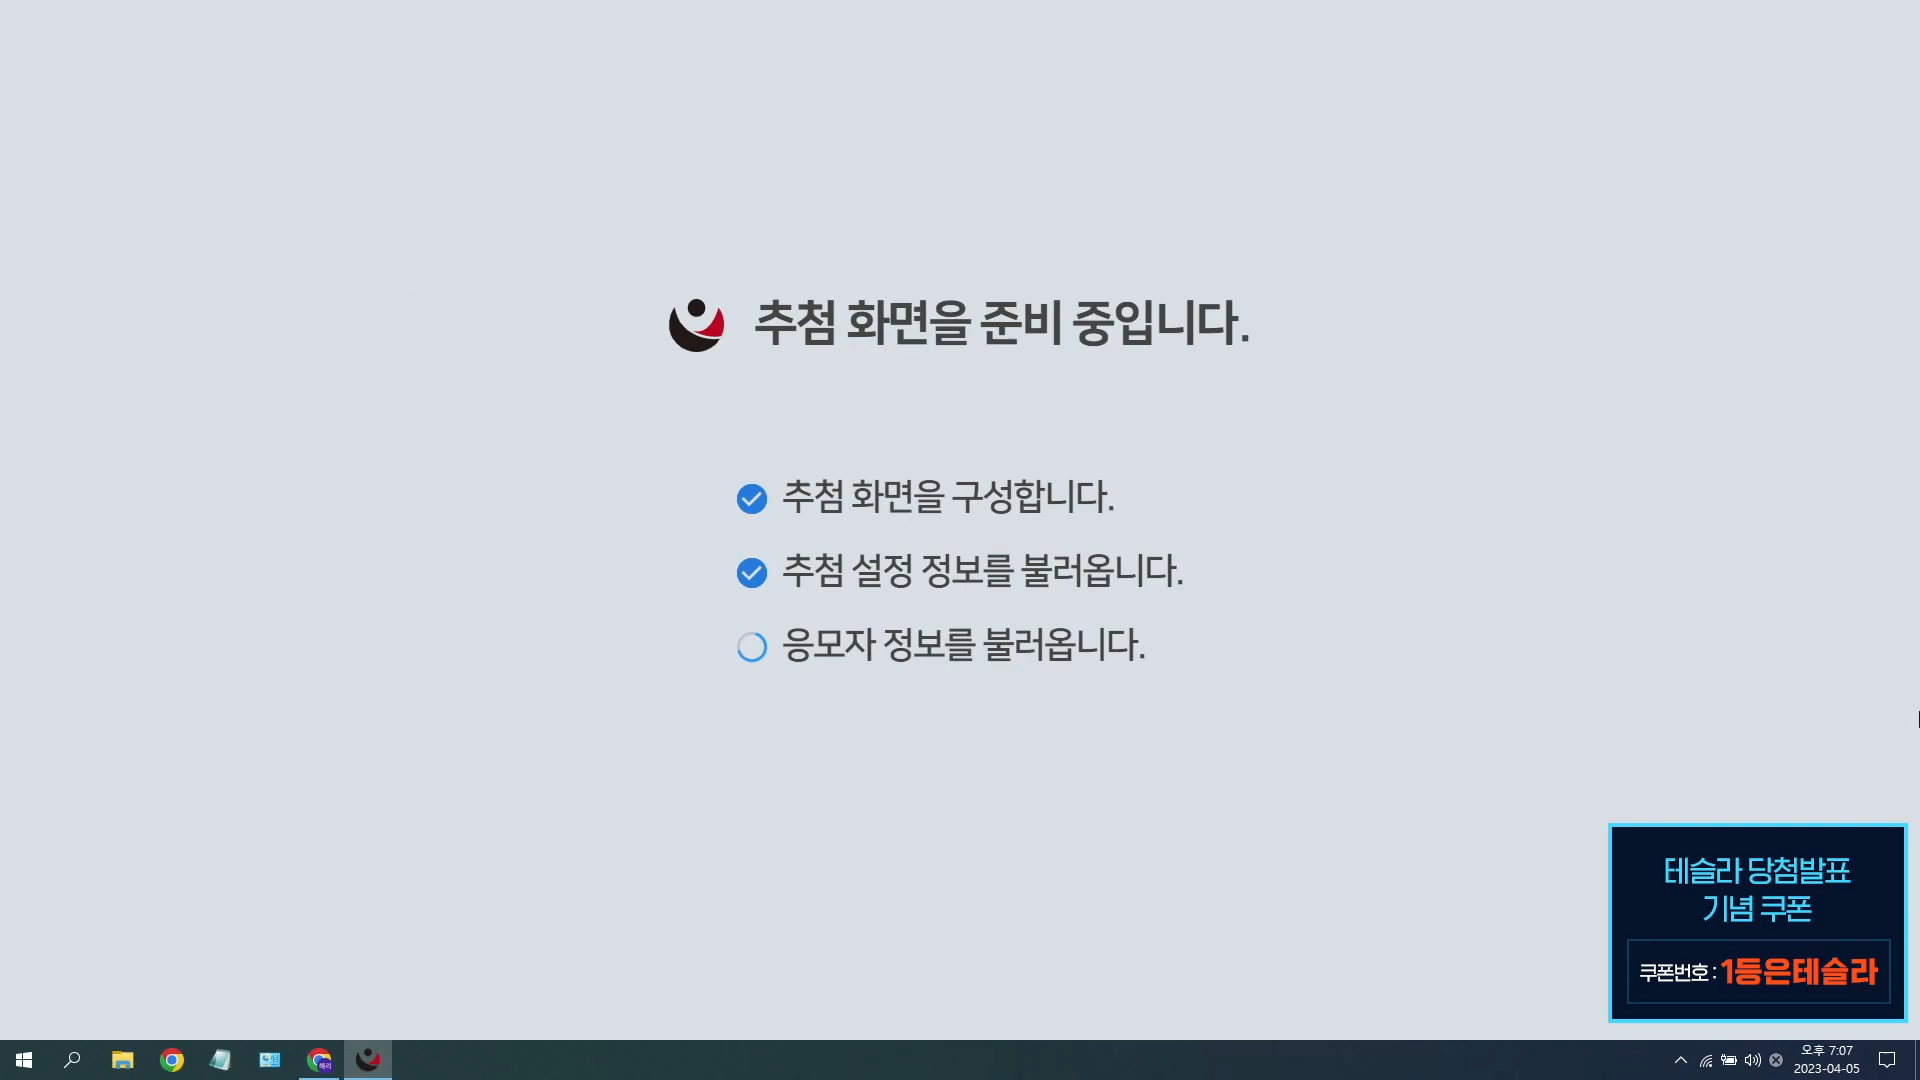 추첨 화면을 준비 중입니다.
추첨 화면을 구성합니다.
추첨 설정 정보를 불러옵니다.
응모자 정보를 불러옵니다.
테슬라 당첨발표
기념 쿠폰
쿠폰번호 : 1등은테슬라
해리
오후 7:07
2023-04-05